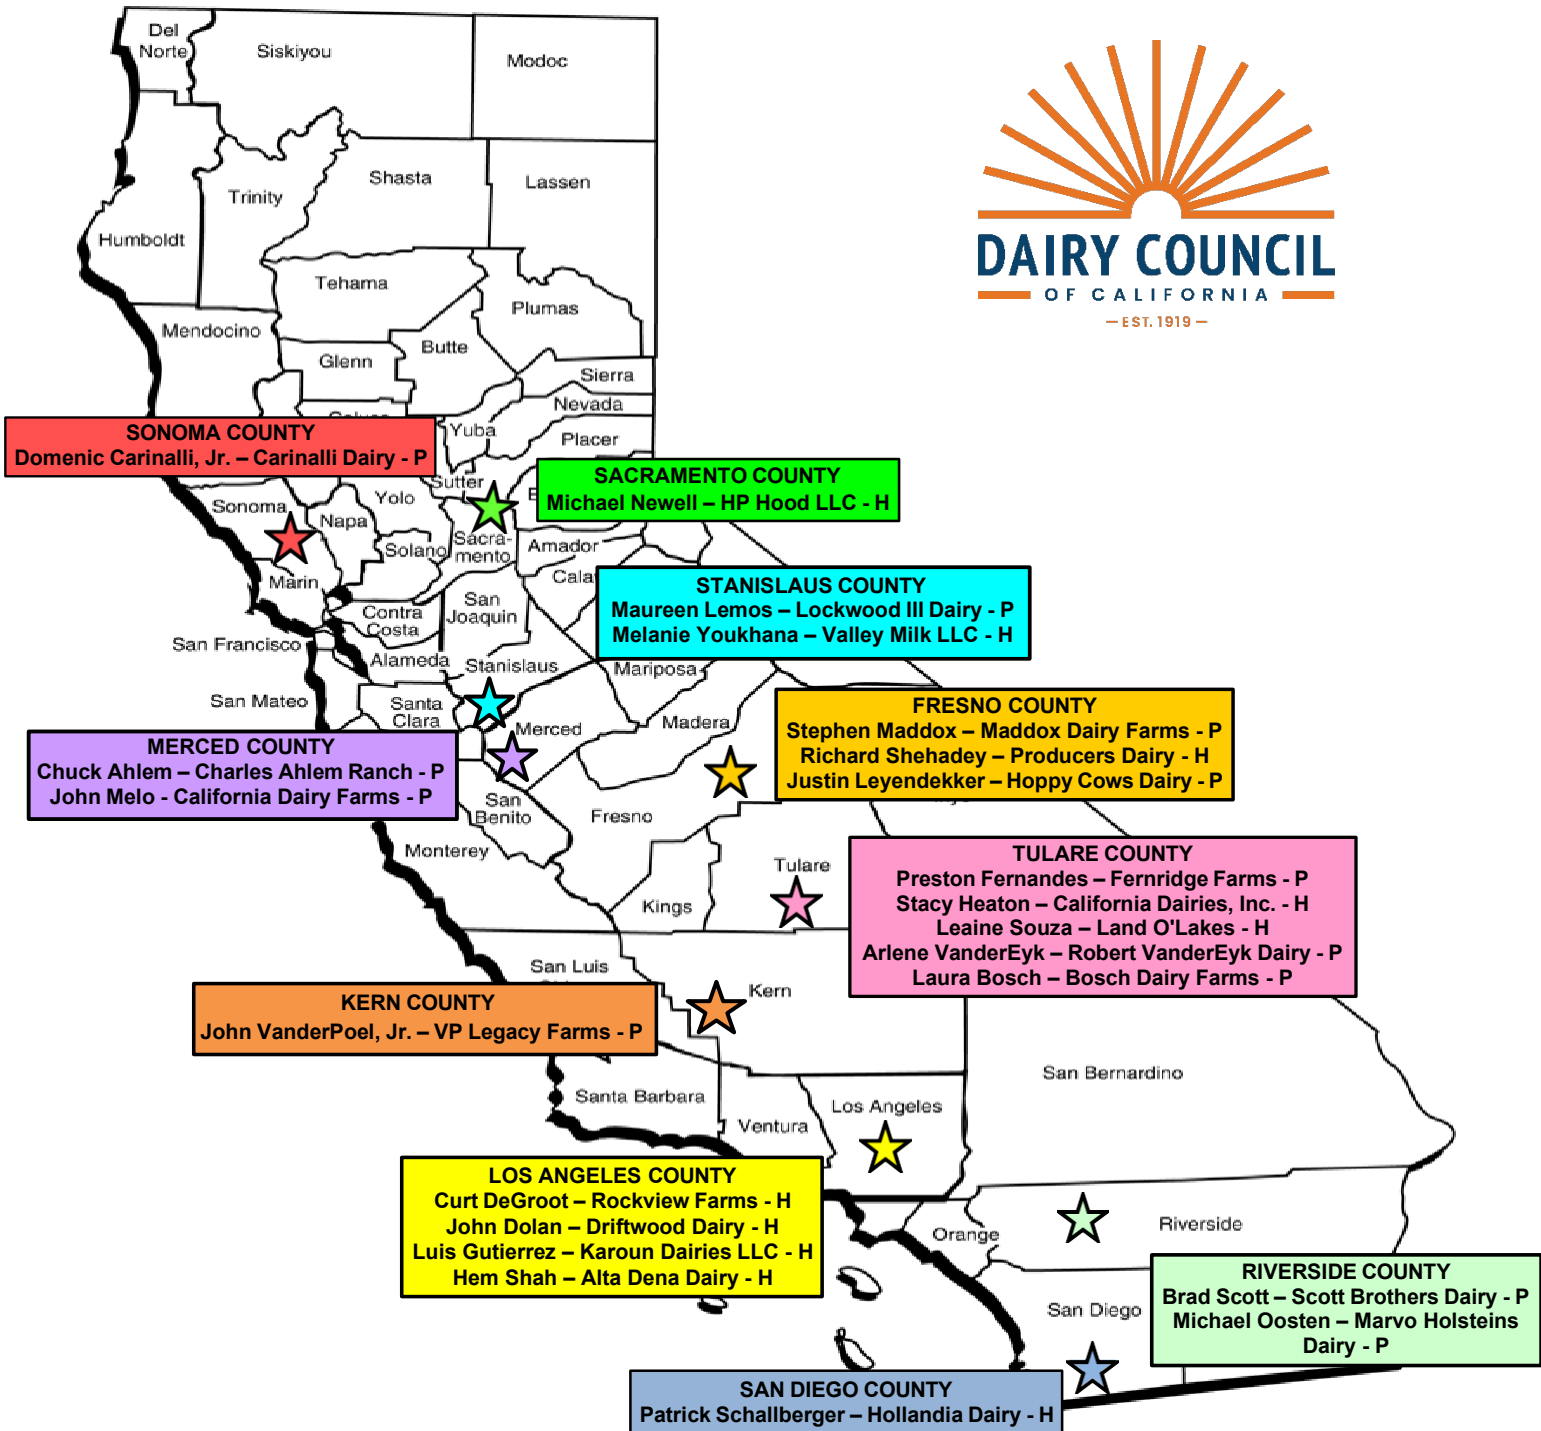 Del
Norte
Siskiyou
Modoc
Trinity
Shasta
Lassen
Humboldt
Tehama
Plumas
Mendocino
Glenn
Butte
Sierra
Nevada
Yuba
Placer
DAIRY COUNCIL
OF CALIFORNIA
— EST. 1919 —
SONOMA COUNTY
Domenic Carinalli, Jr. – Carinalli Dairy - P
SACRAMENTO COUNTY
Michael Newell – HP Hood LLC - H
Sutter
Yolo
Sonoma
Napa
Solano
Sacra-
mento
Amador
Marin
STANISLAUS COUNTY
Maureen Lemos – Lockwood III Dairy - P
Melanie Youkhana – Valley Milk LLC - H
Contra
Costa
San
Joaquin
San Francisco
Alameda
Stanislaus
Mariposa
San Mateo
Santa
Clara
Merced
Madera
FRESNO COUNTY
Stephen Maddox – Maddox Dairy Farms - P
Richard Shehadey – Producers Dairy - H
Justin Leyendekker – Hoppy Cows Dairy - P
MERCED COUNTY
Chuck Ahlem – Charles Ahlem Ranch - P
John Melo - California Dairy Farms - P
San
Benito
Fresno
Monterey
Tulare
Kings
TULARE COUNTY
Preston Fernandes – Fernridge Farms - P
Stacy Heaton – California Dairies, Inc. - H
Leaine Souza – Land O'Lakes - H
Arlene VanderEyk – Robert VanderEyk Dairy - P
Laura Bosch – Bosch Dairy Farms - P
San Luis
Kern
KERN COUNTY
John VanderPoel, Jr. – VP Legacy Farms - P
San Bernardino
Santa Barbara
Ventura
Los Angeles
LOS ANGELES COUNTY
Curt DeGroot – Rockview Farms - H
John Dolan – Driftwood Dairy - H
Luis Gutierrez – Karoun Dairies LLC - H
Hem Shah – Alta Dena Dairy - H
Orange
Riverside
RIVERSIDE COUNTY
Brad Scott – Scott Brothers Dairy - P
Michael Oosten – Marvo Holsteins
Dairy - P
San Diego
SAN DIEGO COUNTY
Patrick Schallberger – Hollandia Dairy - H